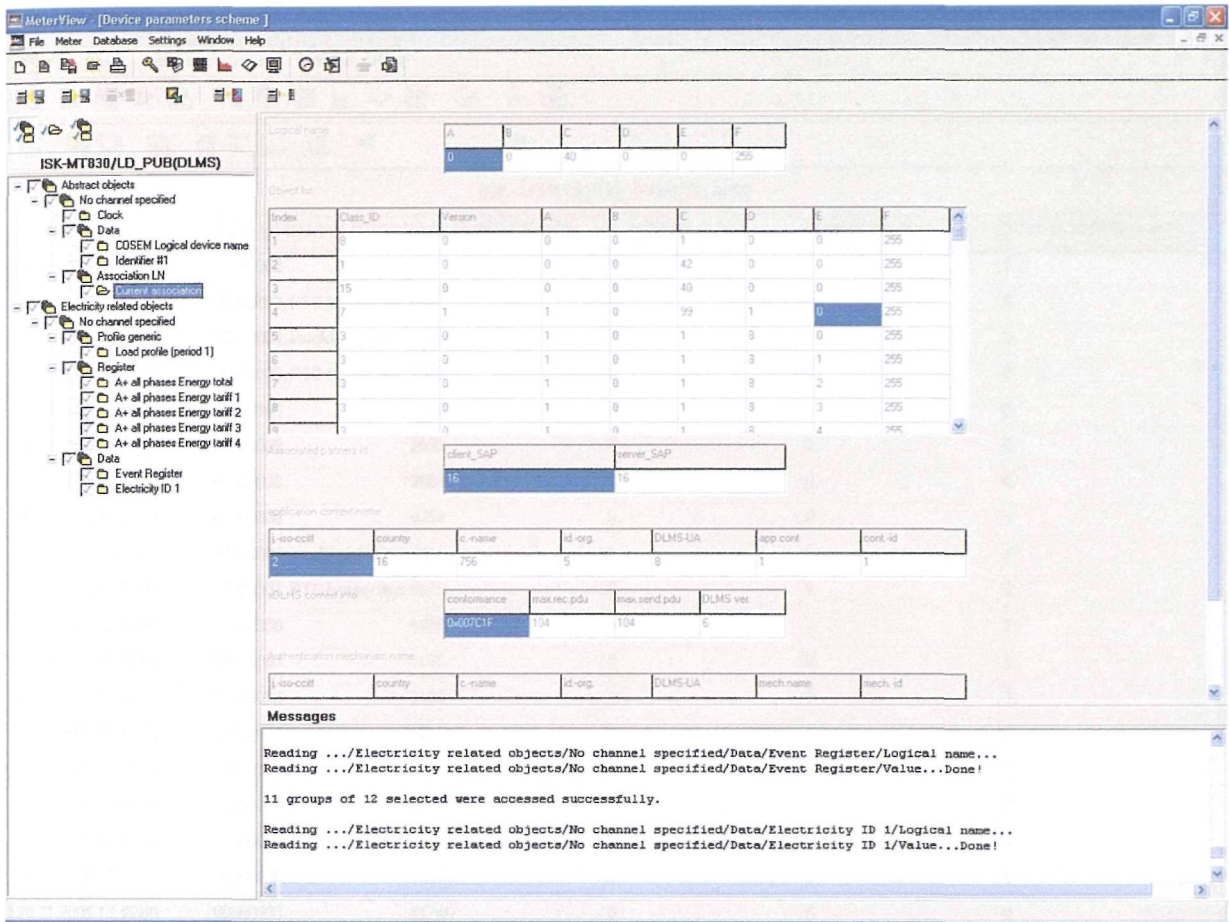 MeterView - [Device parameters scheme ]
File Meter Database Settings Window Help
ISK-MT830/LD_PUB(DLMS)
Abstract objects
No channel specified
Clock
Data
COSEM Logical device name
Identifier #1
Association LN
Current association
Electricity related objects
No channel specified
Profile generic
Load profile (period 1)
Register
A+ all phases Energy total
A+ all phases Energy tariff 1
A+ all phases Energy tariff 2
A+ all phases Energy tariff 3
A+ all phases Energy tariff 4
Data
Event Register
Electricity ID 1
Logical name
A B C D E F
0 0 40 0 0 255
Object list
Index Class_ID Version A B C D E F
1 8 0 0 0 1 0 0 255
2 1 0 0 0 42 0 0 255
3 15 0 0 0 40 0 0 255
4 7 1 1 0 99 1 0 255
5 3 0 1 0 1 8 0 255
6 3 0 1 0 1 8 1 255
7 3 0 1 0 1 8 2 255
8 3 0 1 0 1 8 3 255
9 3 0 1 0 1 8 4 255
Associated partners id
client_SAP server_SAP
16 16
application context name
j.-iso-ccitt country c.-name id.-org. DLMS-UA app.cont. cont.-id
2 16 756 5 8 1 1
xDLMS context info
conformance max.rec.pdu max.send.pdu DLMS ver.
0x007C1F 104 104 6
Authentication mechanism name
j.-iso-ccitt country c.-name id.-org. DLMS-UA mech.name mech.-id
Messages
Reading .../Electricity related objects/No channel specified/Data/Event Register/Logical name...
Reading .../Electricity related objects/No channel specified/Data/Event Register/Value...Done!
11 groups of 12 selected were accessed successfully.
Reading .../Electricity related objects/No channel specified/Data/Electricity ID 1/Logical name...
Reading .../Electricity related objects/No channel specified/Data/Electricity ID 1/Value...Done!